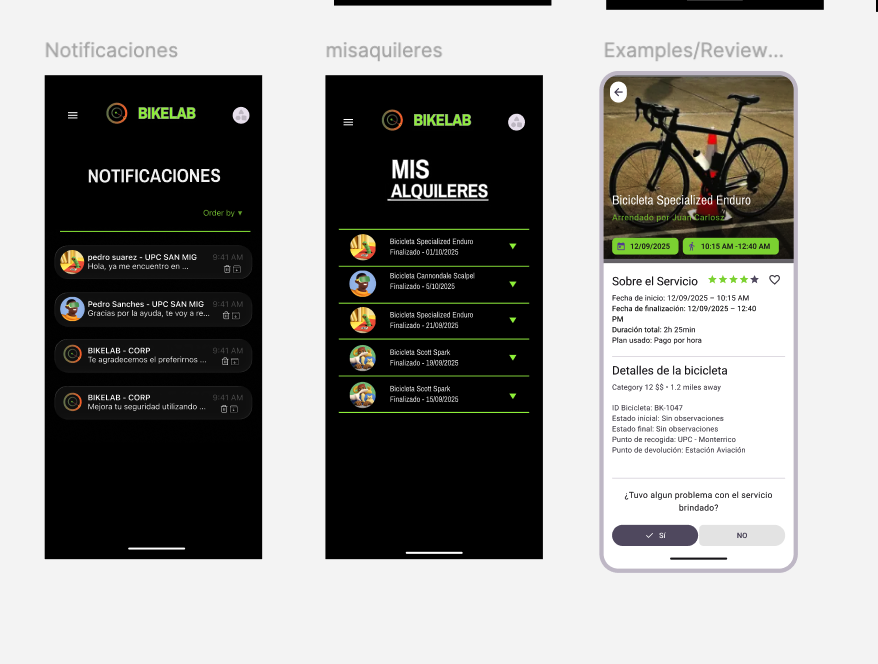 Notificaciones
BIKELAB
NOTIFICACIONES
Order by ▼
pedro suarez - UPC SAN MIG
9:41 AM
Hola, ya me encuentro en ...
Pedro Sanches - UPC SAN MIG
9:41 AM
Gracias por la ayuda, te voy a re...
BIKELAB - CORP
9:41 AM
Te agradecemos el preferirnos ...
BIKELAB - CORP
9:41 AM
Mejora tu seguridad utilizando ...
misaquileres
BIKELAB
MIS
ALQUILERES
Bicicleta Specialized Enduro
Finalizado - 01/10/2025
Bicicleta Cannondale Scalpel
Finalizado - 5/10/2025
Bicicleta Specialized Enduro
Finalizado - 21/09/2025
Bicicleta Scott Spark
Finalizado - 19/09/2025
Bicicleta Scott Spark
Finalizado - 15/09/2025
Examples/Review...
Bicicleta Specialized Enduro
Arrendado por Juan Carlosz
12/09/2025
10:15 AM -12:40 AM
Sobre el Servicio
Fecha de inicio: 12/09/2025 – 10:15 AM
Fecha de finalización: 12/09/2025 – 12:40
PM
Duración total: 2h 25min
Plan usado: Pago por hora
Detalles de la bicicleta
Category 12 $$ • 1.2 miles away
ID Bicicleta: BK-1047
Estado inicial: Sin observaciones
Estado final: Sin observaciones
Punto de recogida: UPC - Monterrico
Punto de devolución: Estación Aviación
¿Tuvo algun problema con el servicio
brindado?
Sí
NO